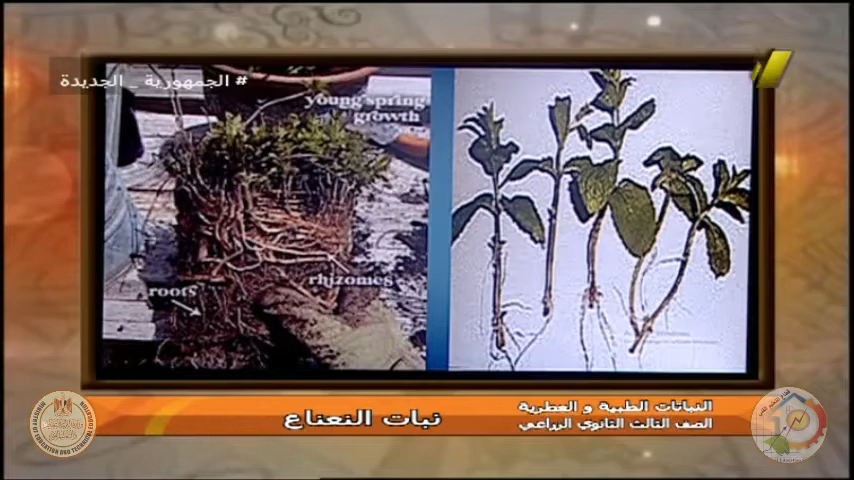 # الجمهورية _ الجديدة
young spring
growth
rhizomes
roots
النباتات الطبية و العطرية
الصف الثالث الثانوي الزراعي
نبات النعناع